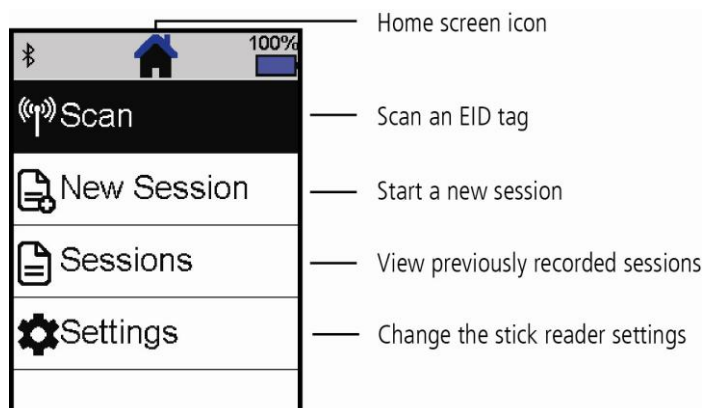 Home screen icon
100%
Scan
Scan an EID tag
New Session
Start a new session
Sessions
View previously recorded sessions
Settings
Change the stick reader settings